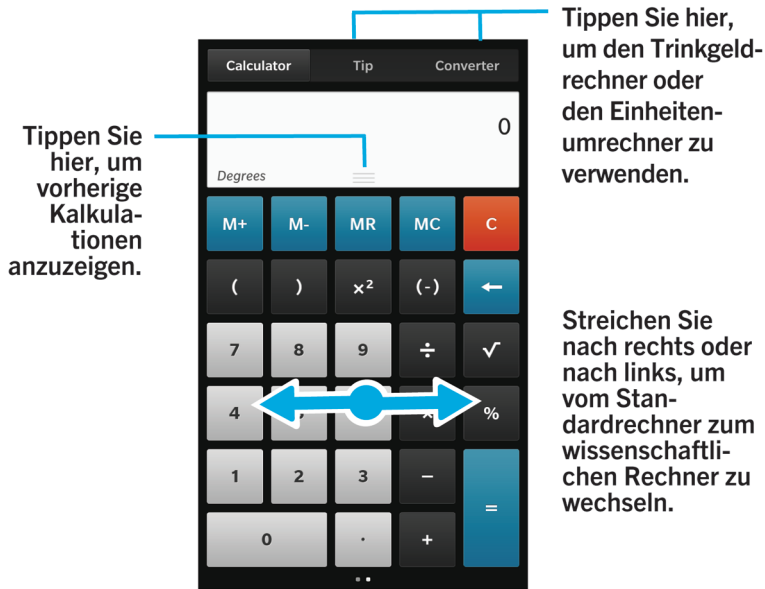 Tippen Sie hier,
um den Trinkgeld-
rechner oder
den Einheiten-
umrechner zu
verwenden.
Calculator Tip Converter
0
Degrees
Tippen Sie
hier, um
vorherige
Kalkula-
tionen
anzuzeigen.
M+ M- MR MC C
( ) x² (-) ←
7 8 9 ÷ √
4 %
1 2 3 − =
0 . +
Streichen Sie
nach rechts oder
nach links, um
vom Stan-
dardrechner zum
wissenschaftli-
chen Rechner zu
wechseln.